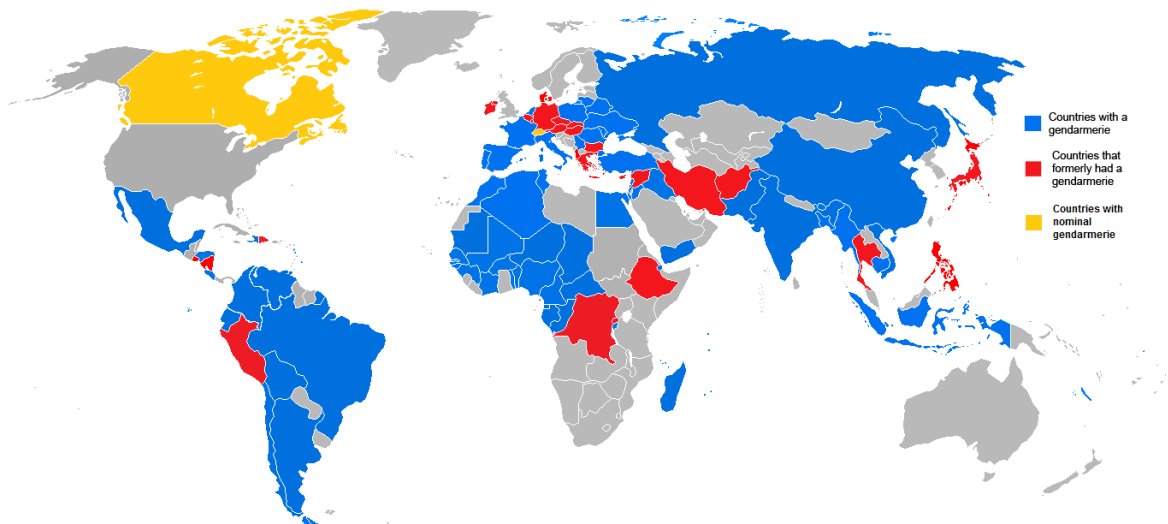 Countries with a
gendarmerie
Countries that
formerly had a
gendarmerie
Countries with
nominal
gendarmerie